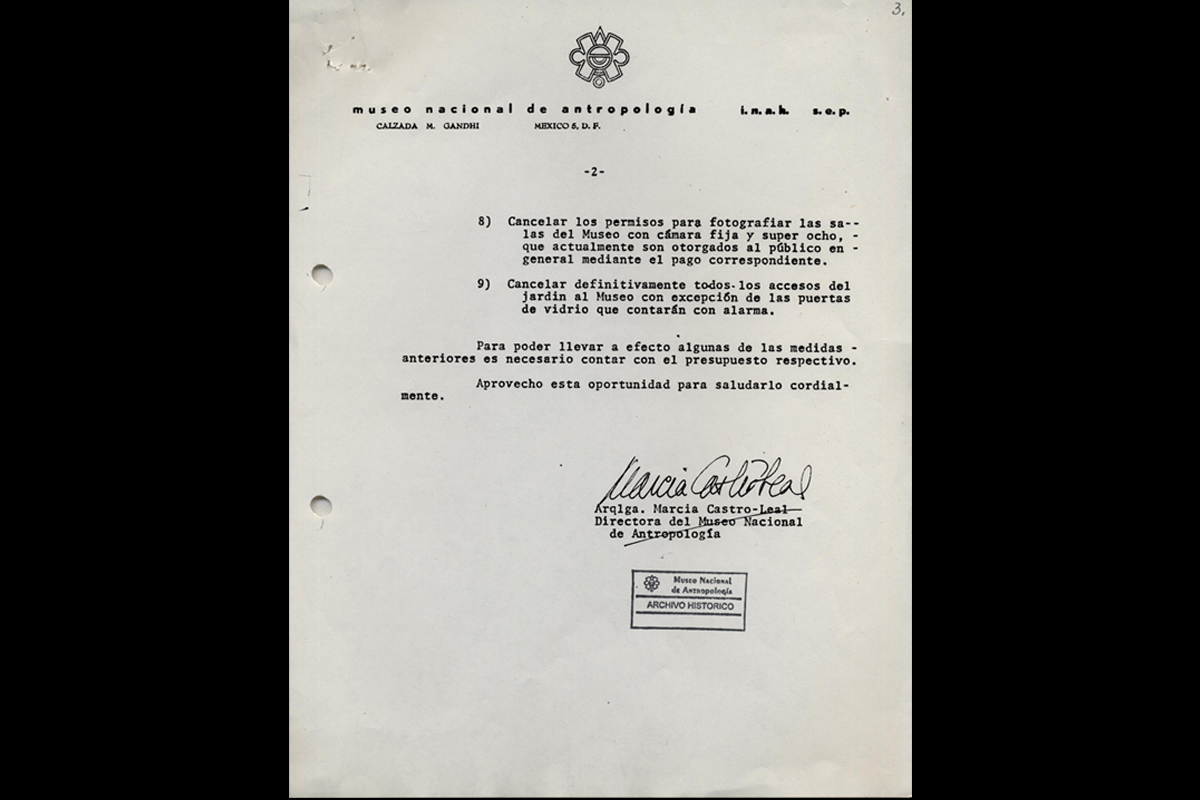 3.
museo nacional de antropología i.n.a.h. s.e.p.
CALZADA M. GANDHI MEXICO 5, D. F.
-2-
8) Cancelar los permisos para fotografiar las sa--
las del Museo con cámara fija y super ocho, -
que actualmente son otorgados al público en -
general mediante el pago correspondiente.
9) Cancelar definitivamente todos los accesos del
jardin al Museo con excepción de las puertas
de vidrio que contarán con alarma.
Para poder llevar a efecto algunas de las medidas -
anteriores es necesario contar con el presupuesto respectivo.
Aprovecho esta oportunidad para saludarlo cordial-
mente.
Marcia Castro Leal
Arqlga. Marcia Castro-Leal
Directora del Museo Nacional
de Antropología
Museo Nacional
de Antropología
ARCHIVO HISTORICO